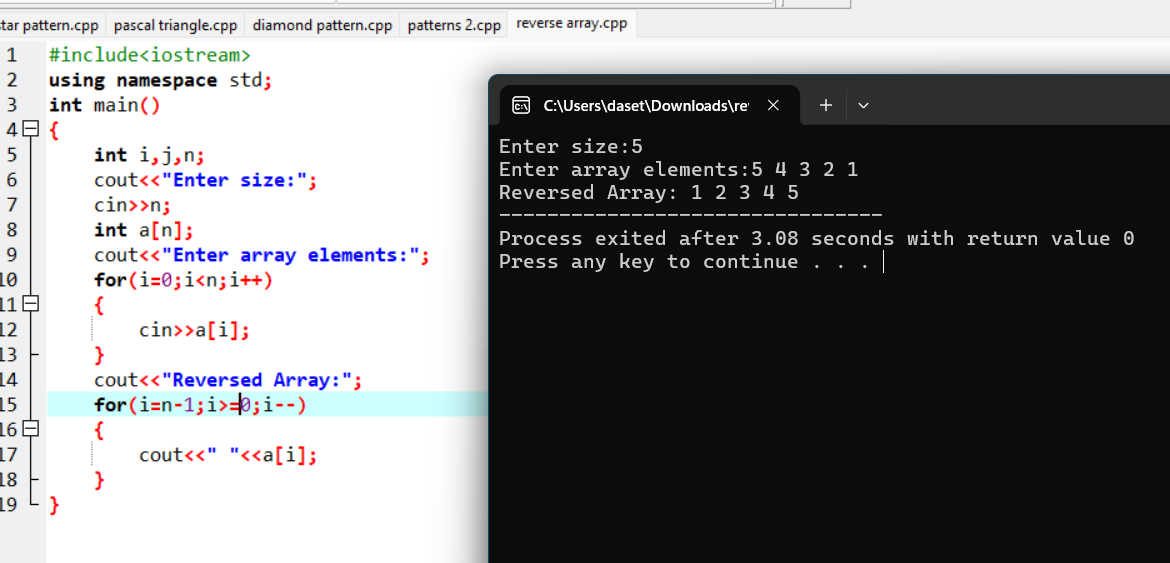 tar pattern.cpp pascal triangle.cpp diamond pattern.cpp patterns 2.cpp reverse array.cpp
1 #include<iostream>
2 using namespace std;
3 int main()
4 {
5 int i,j,n;
6 cout<<"Enter size:";
7 cin>>n;
8 int a[n];
9 cout<<"Enter array elements:";
10 for(i=0;i<n;i++)
11 {
12 cin>>a[i];
13 }
14 cout<<"Reversed Array:";
15 for(i=n-1;i>=0;i--)
16 {
17 cout<<" "<<a[i];
18 }
19 }
C:\Users\daset\Downloads\re
Enter size:5
Enter array elements:5 4 3 2 1
Reversed Array: 1 2 3 4 5
--------------------------------
Process exited after 3.08 seconds with return value 0
Press any key to continue . . .